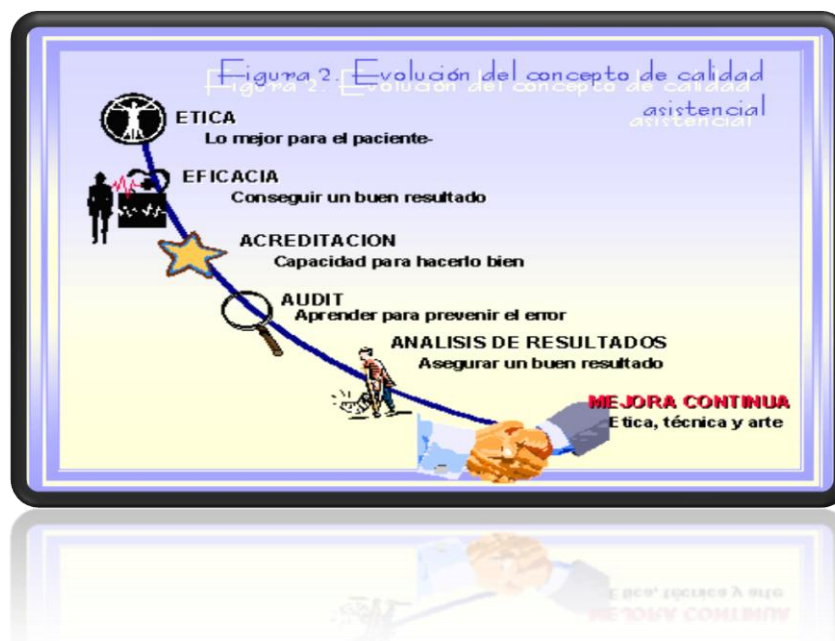 Figura 2. Evolución del concepto de calidad
asistencial
ETICA
Lo mejor para el paciente-
EFICACIA
Conseguir un buen resultado
ACREDITACION
Capacidad para hacerlo bien
AUDIT
Aprender para prevenir el error
ANALISIS DE RESULTADOS
Asegurar un buen resultado
MEJORA CONTINUA
Etica, técnica y arte